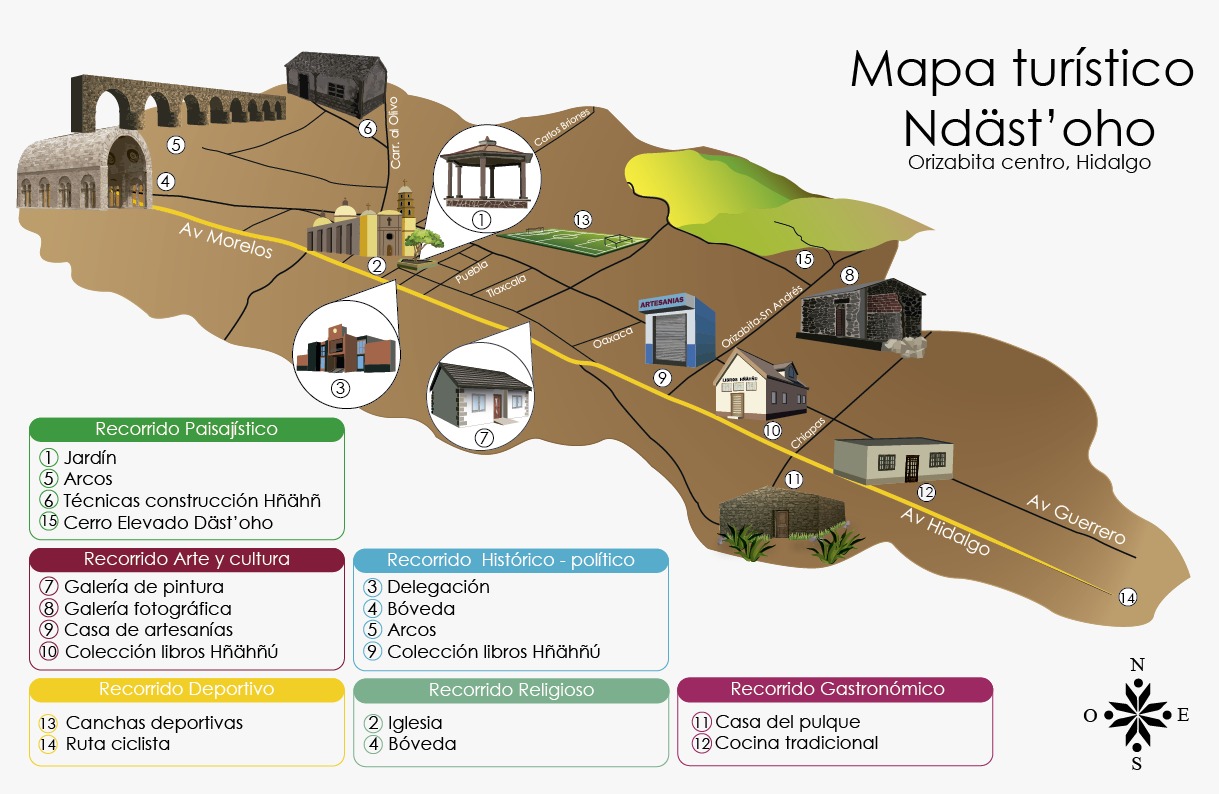 Mapa turístico
Ndäst'oho
Orizabita centro, Hidalgo
6
Carr. al Olivo
Carlos Briones
5
4
1
13
Av Morelos
2
Puebla
Tlaxcala
15
8
Orizabita-Sn Andrés
ARTESANIAS
Oaxaca
3
9
LIBROS HÑÄHÑÚ
7
10
Chiapas
11
12
Av Hidalgo
Av Guerrero
14
Recorrido Paisajístico
1 Jardín
5 Arcos
6 Técnicas construcción Hñähñ
15 Cerro Elevado Däst'oho
Recorrido Arte y cultura
7 Galería de pintura
8 Galería fotográfica
9 Casa de artesanías
10 Colección libros Hñähñú
Recorrido Histórico - político
3 Delegación
4 Bóveda
5 Arcos
9 Colección libros Hñähñú
Recorrido Deportivo
13 Canchas deportivas
14 Ruta ciclista
Recorrido Religioso
2 Iglesia
4 Bóveda
Recorrido Gastronómico
11 Casa del pulque
12 Cocina tradicional
N
O E
S